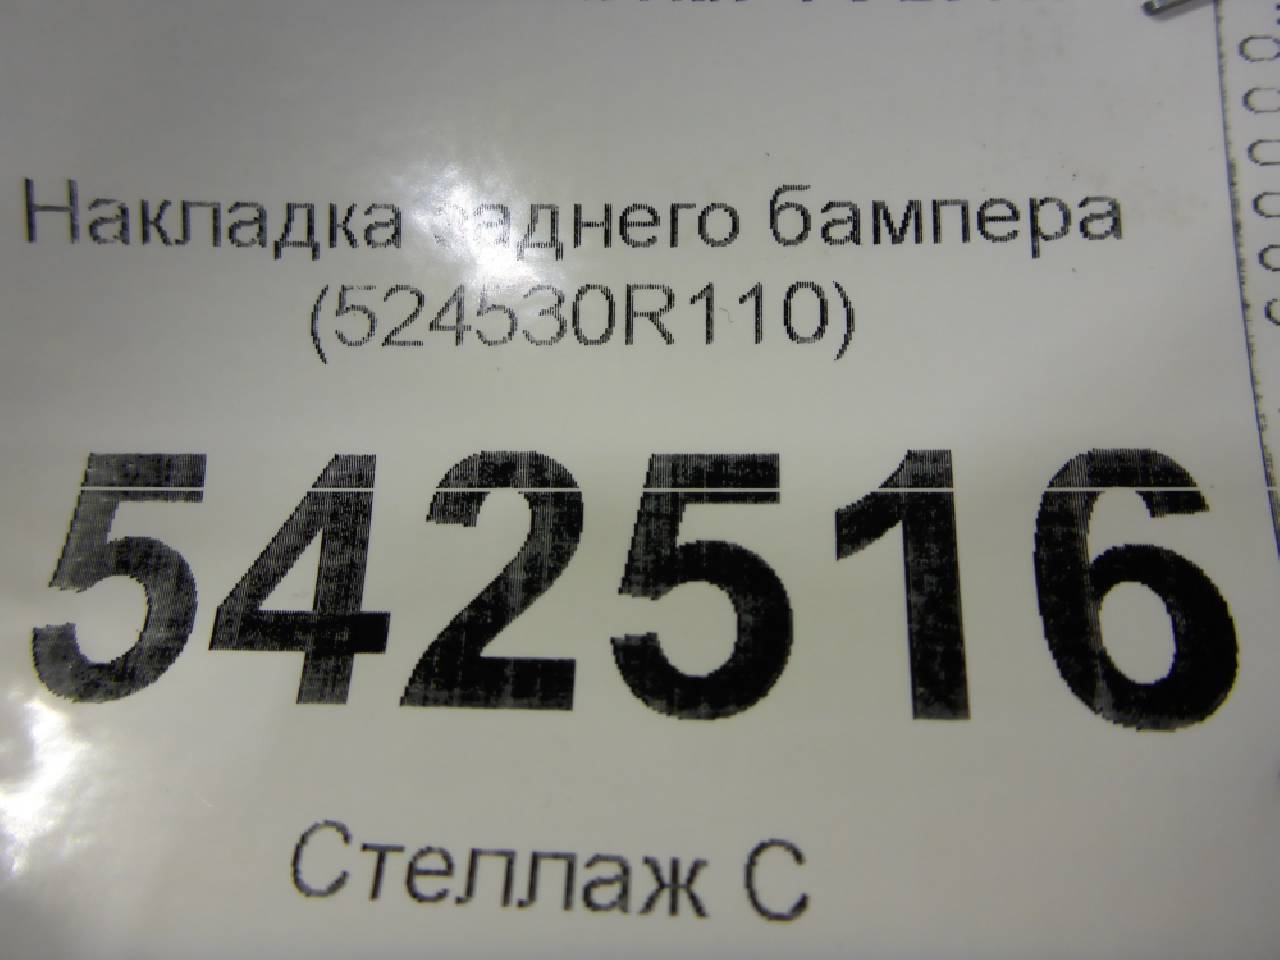 Накладка заднего бампера
(524530R110)
542516
Стеллаж С